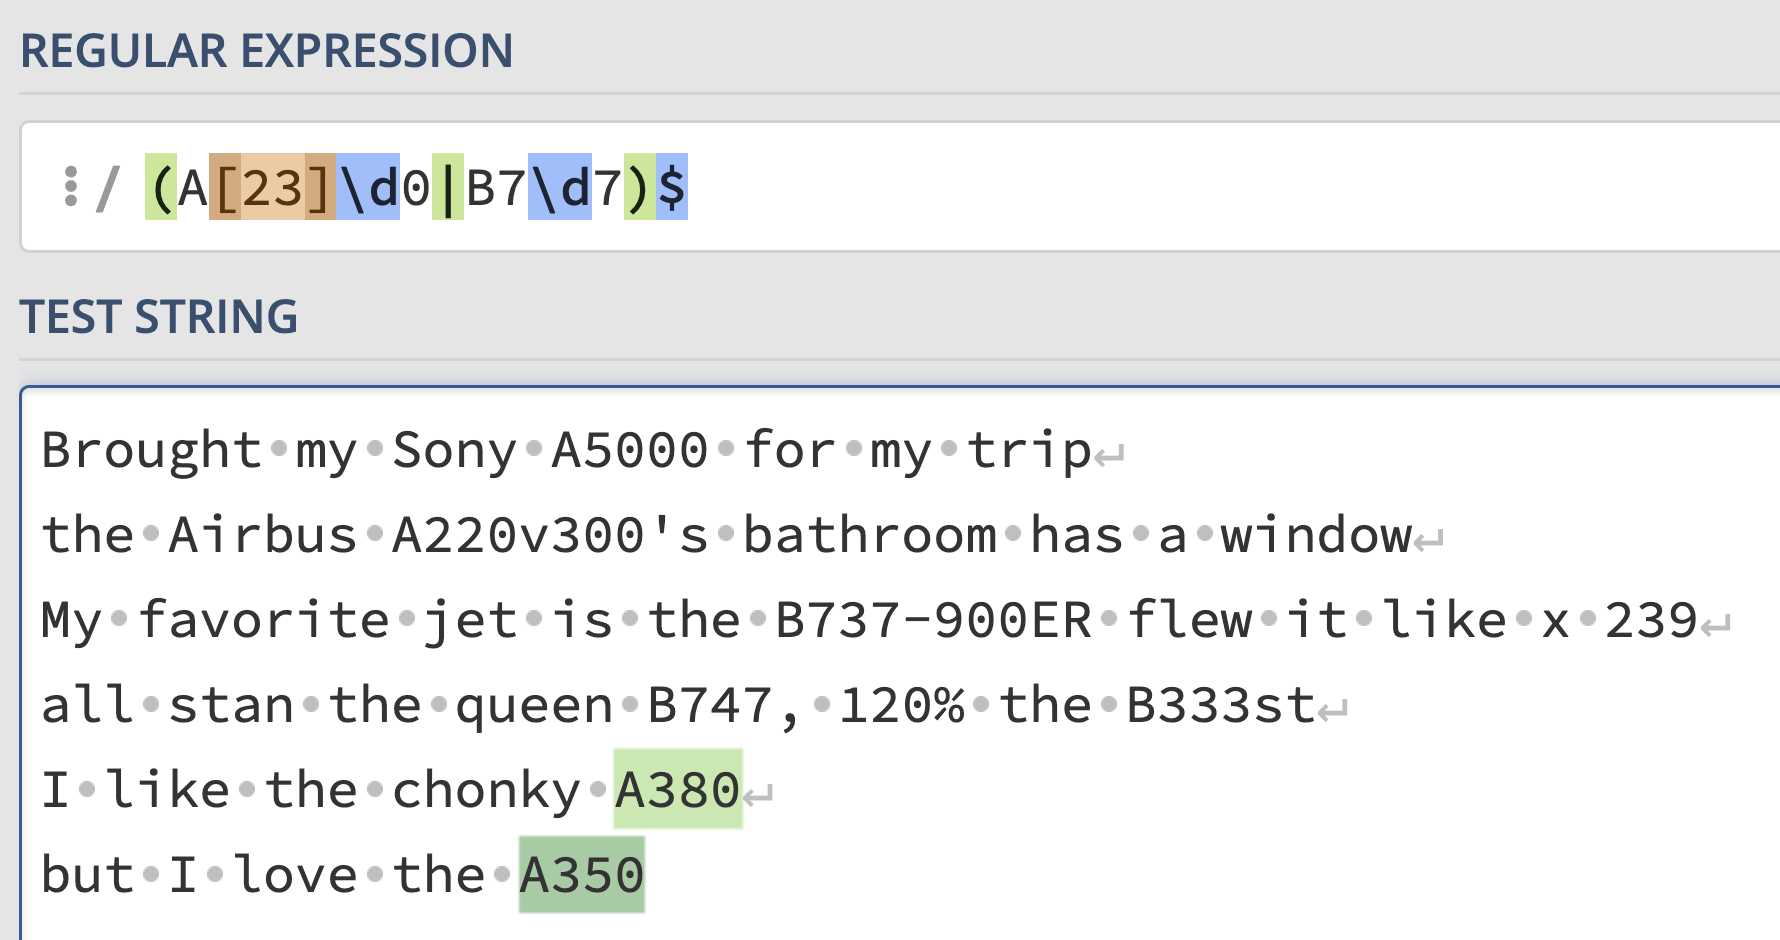 REGULAR EXPRESSION
/ (A[23]\d0|B7\d7)$
TEST STRING
Brought my Sony A5000 for my trip
the Airbus A220v300's bathroom has a window
My favorite jet is the B737-900ER flew it like x 239
all stan the queen B747, 120% the B333st
I like the chonky A380
but I love the A350